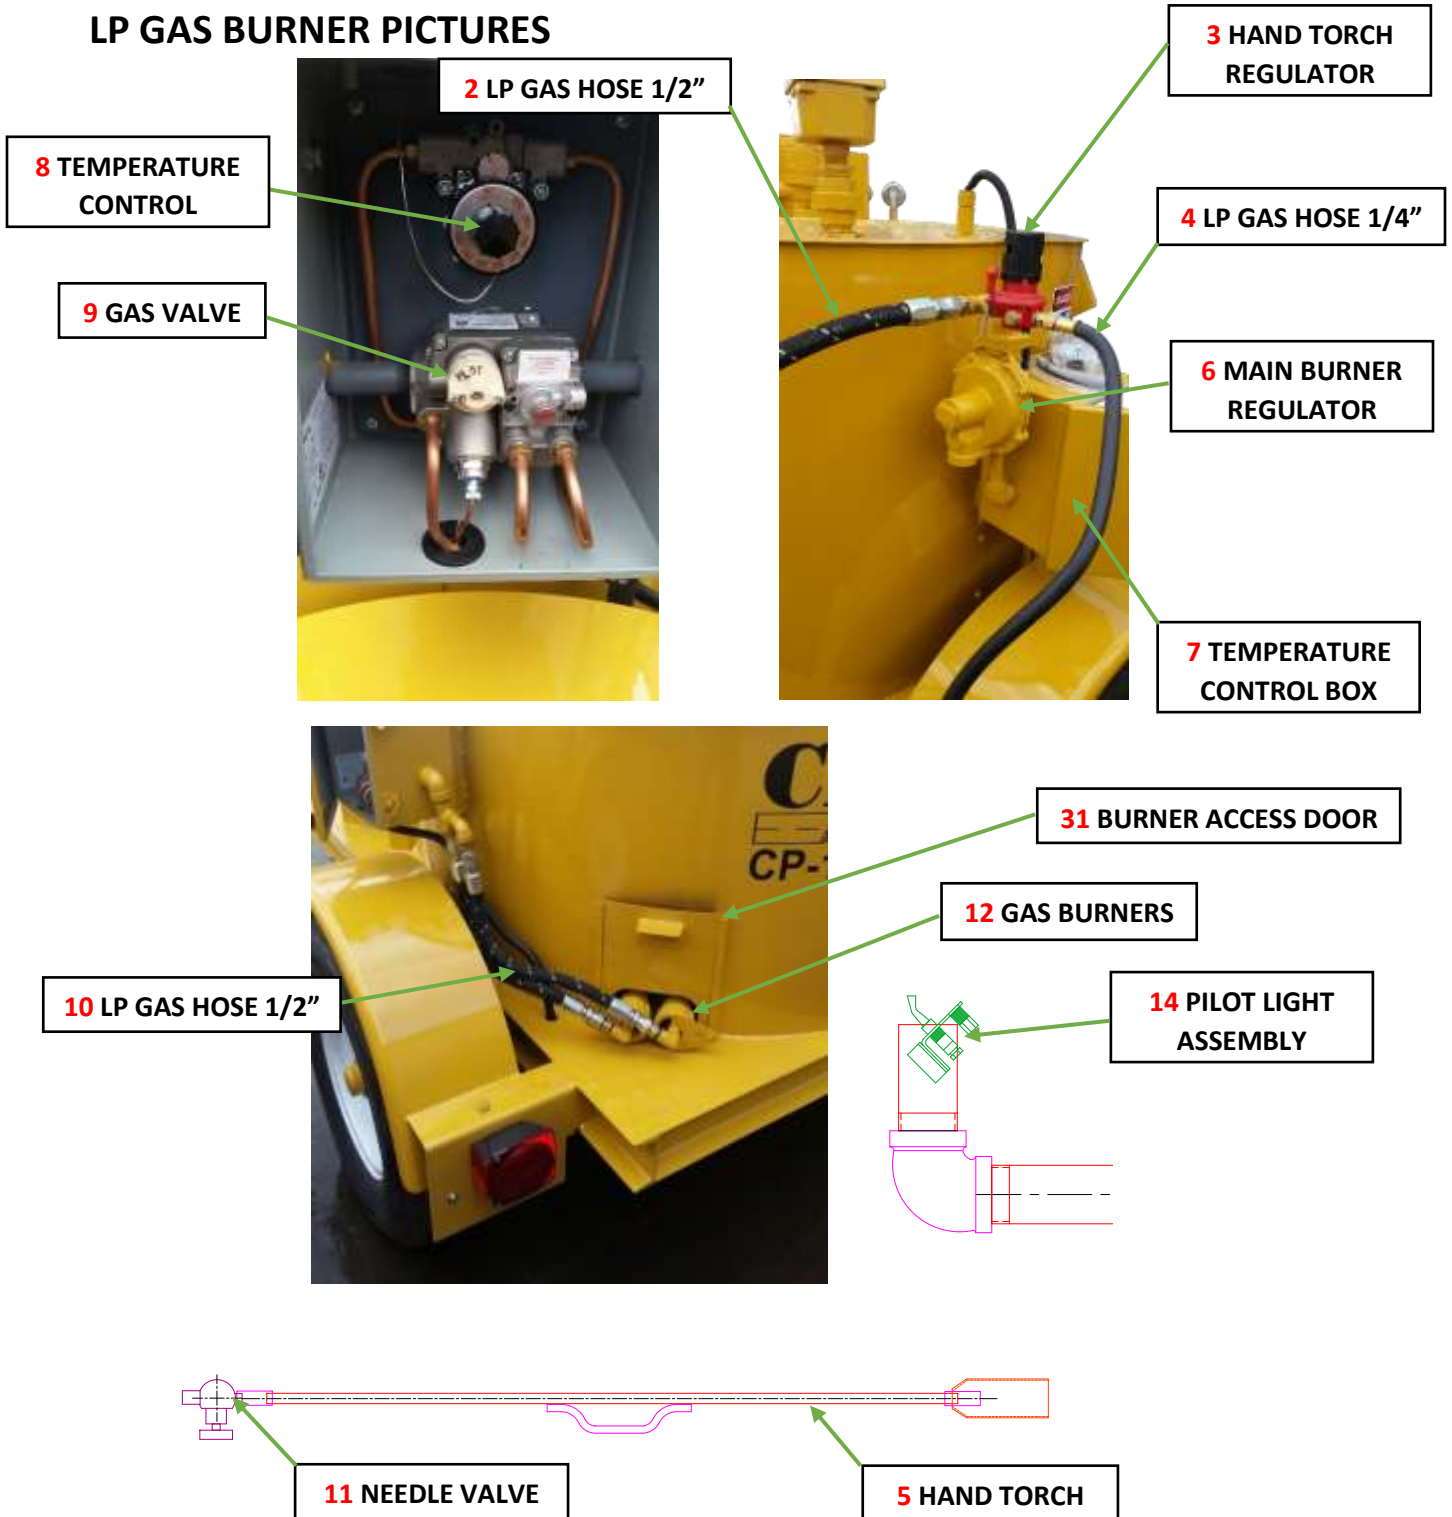 LP GAS BURNER PICTURES
3 HAND TORCH
REGULATOR
2 LP GAS HOSE 1/2”
8 TEMPERATURE
CONTROL
4 LP GAS HOSE 1/4”
9 GAS VALVE
6 MAIN BURNER
REGULATOR
7 TEMPERATURE
CONTROL BOX
31 BURNER ACCESS DOOR
CP-
12 GAS BURNERS
10 LP GAS HOSE 1/2”
14 PILOT LIGHT
ASSEMBLY
11 NEEDLE VALVE
5 HAND TORCH